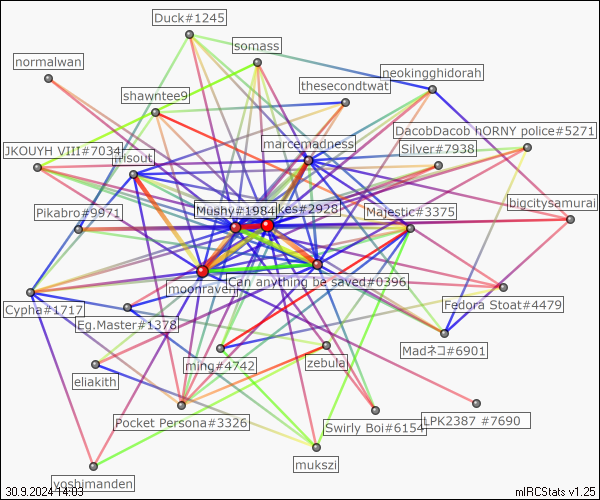 Duck#1245
somass
normalwan
neokingghidorah
thesecondtwat
shawntee9
DacobDacob
hORNY police#5271
marcemadness
Silver#7938
JKOUYH VIII#7034
risout
bigcitysamurai
Pikabro#9971
Mushy#1984
kes#2928
Majestic#3375
moonraven
Can anything be saved#0396
Fedora Stoat#4479
Cypha#1717
Eg.Master#1378
Madネコ#6901
ming#4742
zebulaj
eliakith
Pocket Persona#3326
Swirly Boi#6154
LPK2387 #7690
mukszi
yoshimanden
30.9.2024 14:03
mIRCStats v1.25